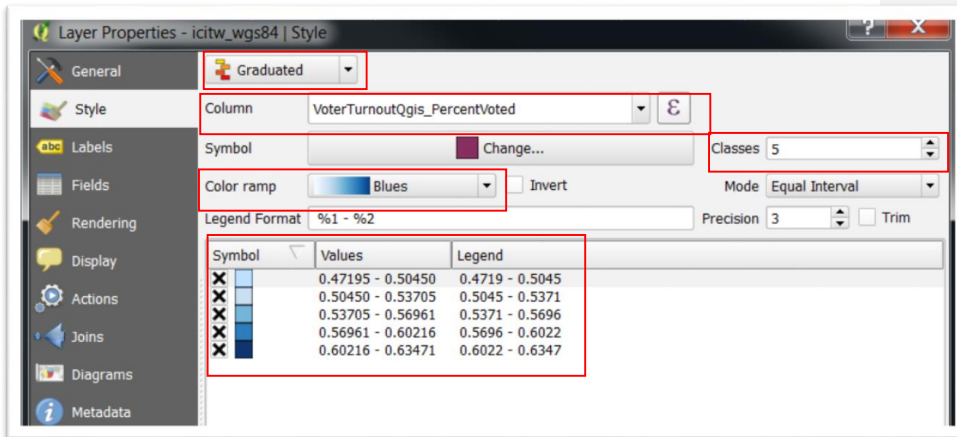 Layer Properties - icitw_wgs84 | Style
? X
General
Graduated
Style
Column VoterTurnoutQgis_PercentVoted ε
abc Labels
Symbol Change... Classes 5
Fields
Color ramp Blues Invert Mode Equal Interval
Rendering
Legend Format %1 - %2 Precision 3 Trim
Display
Symbol Values Legend
0.47195 - 0.50450 0.4719 - 0.5045
Actions
0.50450 - 0.53705 0.5045 - 0.5371
0.53705 - 0.56961 0.5371 - 0.5696
Joins
0.56961 - 0.60216 0.5696 - 0.6022
0.60216 - 0.63471 0.6022 - 0.6347
Diagrams
i Metadata